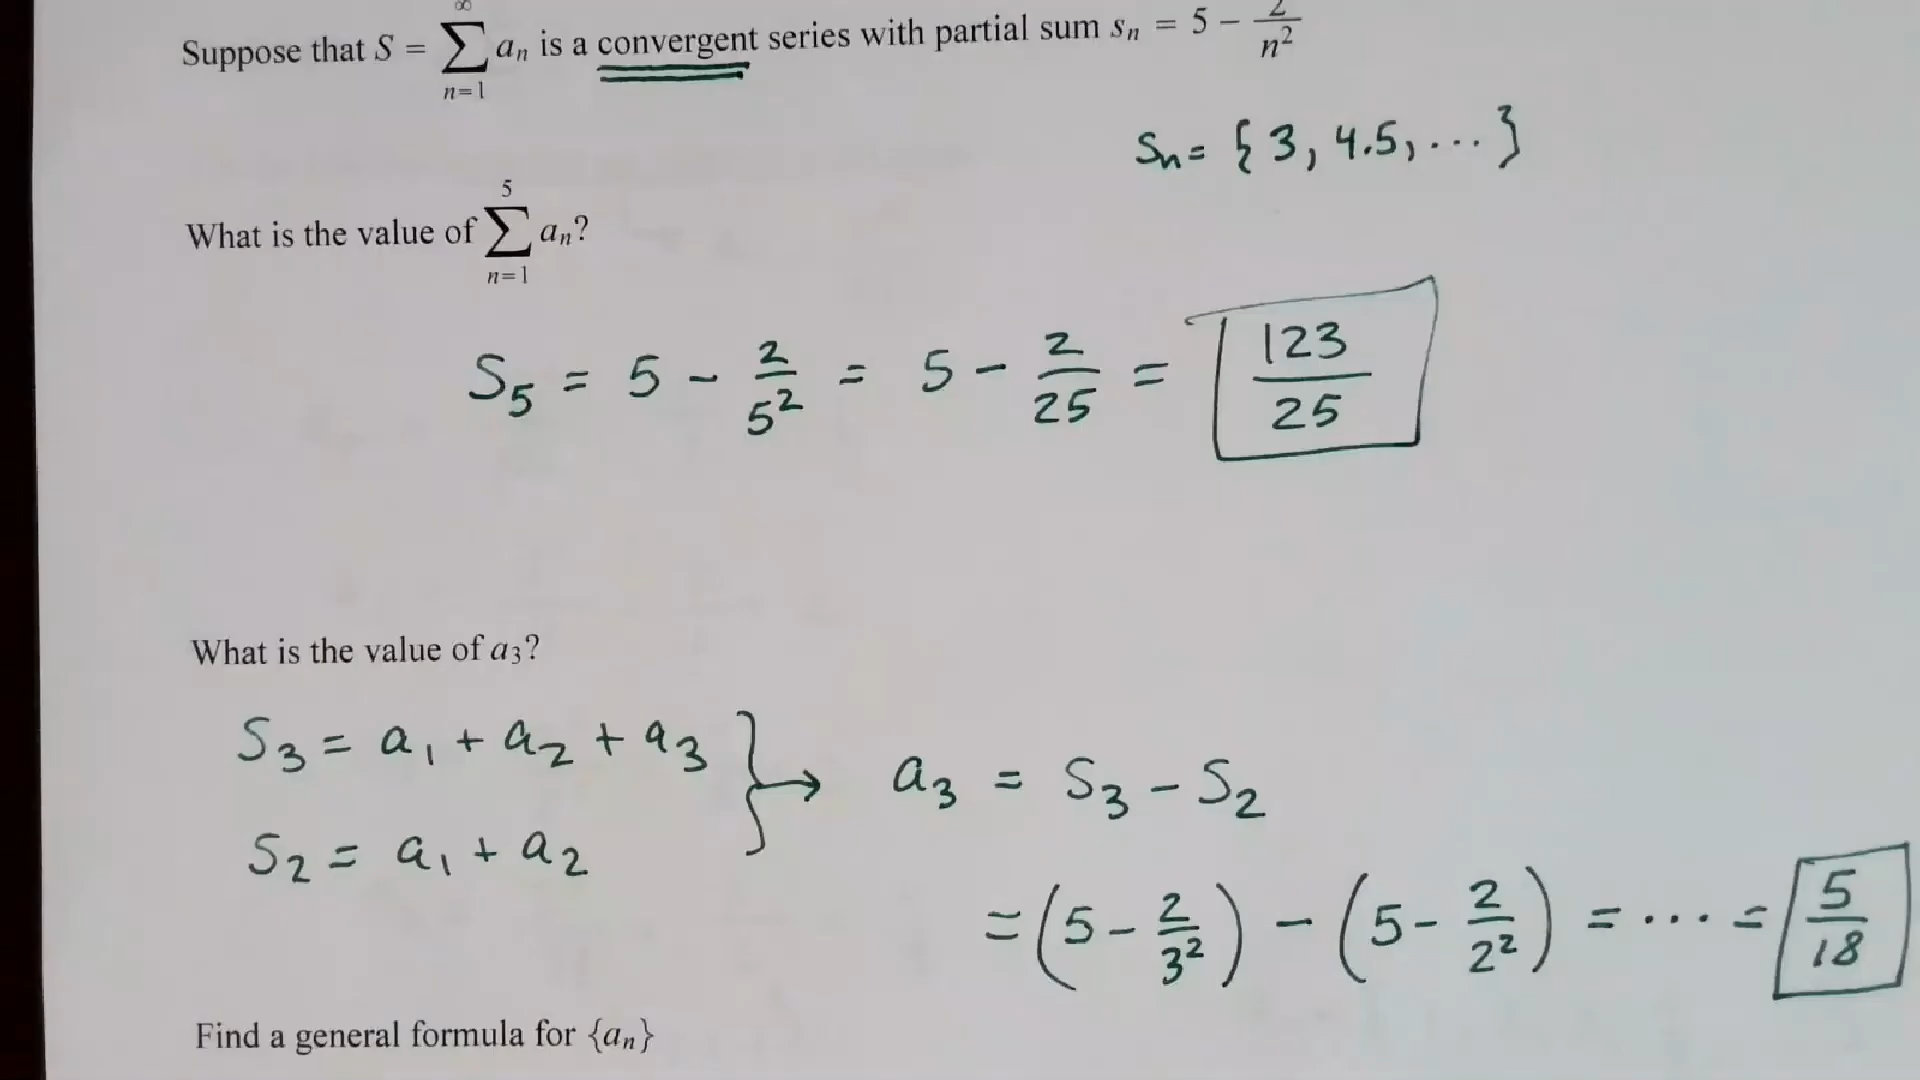 Suppose that S = ∑_{n=1}^{∞} a_n is a convergent series with partial sum s_n = 5 − 2/n²
S_n = { 3, 4.5, ... }
What is the value of ∑_{n=1}^{5} a_n?
S_5 = 5 − 2/5² = 5 − 2/25 = 123/25
What is the value of a_3?
S_3 = a_1 + a_2 + a_3 } → a_3 = S_3 − S_2
S_2 = a_1 + a_2
= (5 − 2/3²) − (5 − 2/2²) = ... = 5/18
Find a general formula for {a_n}